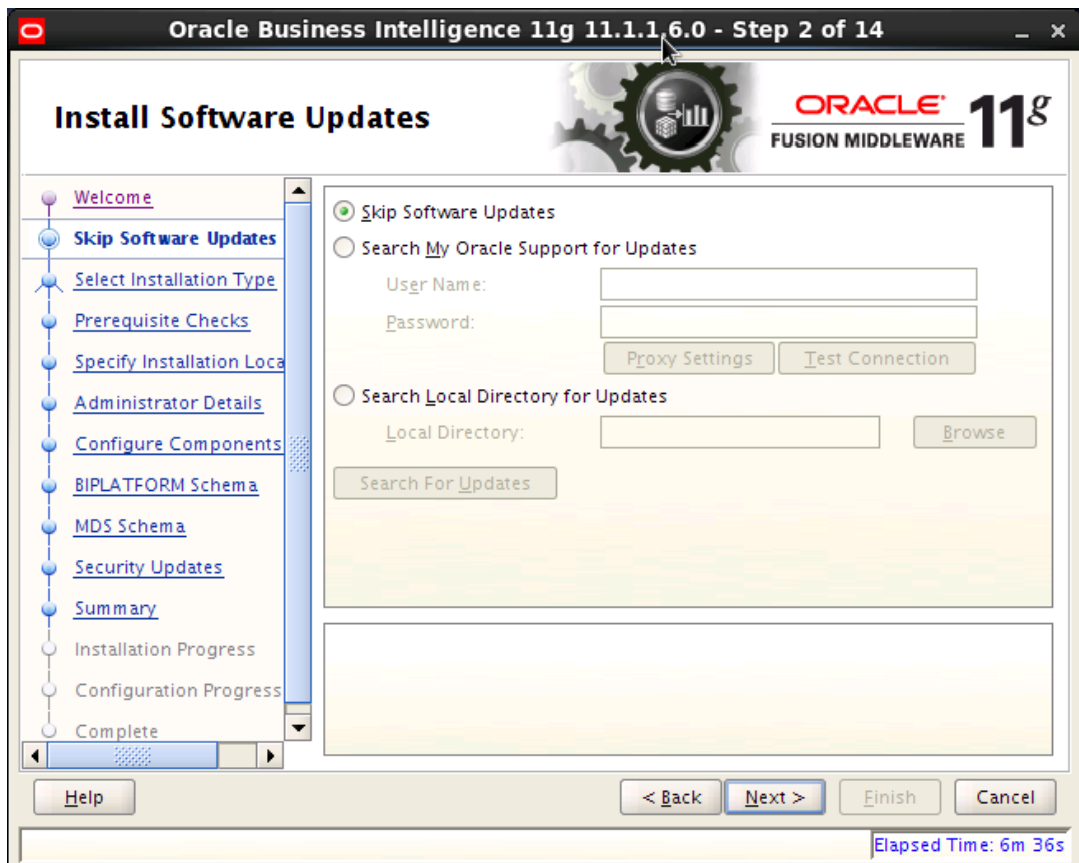 Oracle Business Intelligence 11g 11.1.1.6.0 - Step 2 of 14
Install Software Updates
ORACLE
FUSION MIDDLEWARE
11g
Welcome
Skip Software Updates
Select Installation Type
Prerequisite Checks
Specify Installation Loca
Administrator Details
Configure Components
BIPLATFORM Schema
MDS Schema
Security Updates
Summary
Installation Progress
Configuration Progress
Complete
Skip Software Updates
Search My Oracle Support for Updates
User Name:
Password:
Proxy Settings Test Connection
Search Local Directory for Updates
Local Directory: Browse
Search For Updates
Help < Back Next > Finish Cancel
Elapsed Time: 6m 36s